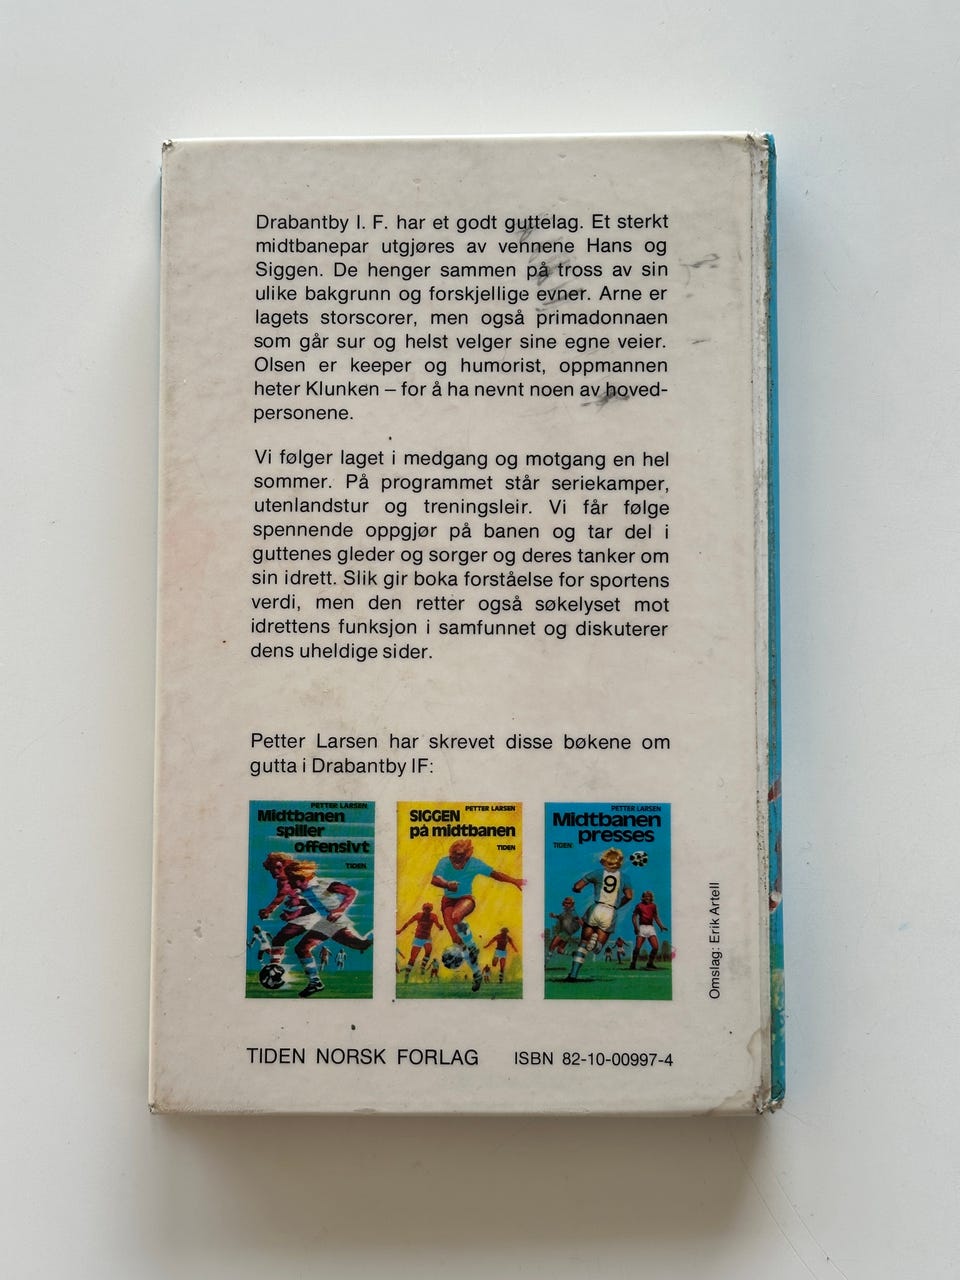 Drabantby I. F. har et godt guttelag. Et sterkt
midtbanepar utgjøres av vennene Hans og
Siggen. De henger sammen på tross av sin
ulike bakgrunn og forskjellige evner. Arne er
lagets storscorer, men også primadonnaen
som går sur og helst velger sine egne veier.
Olsen er keeper og humorist, oppmannen
heter Klunken – for å ha nevnt noen av hoved-
personene.
Vi følger laget i medgang og motgang en hel
sommer. På programmet står seriekamper,
utenlandstur og treningsleir. Vi får følge
spennende oppgjør på banen og tar del i
guttenes gleder og sorger og deres tanker om
sin idrett. Slik gir boka forståelse for sportens
verdi, men den retter også søkelyset mot
idrettens funksjon i samfunnet og diskuterer
dens uheldige sider.
Petter Larsen har skrevet disse bøkene om
gutta i Drabantby IF:
PETTER LARSEN
Midtbanen
spiller
offensivt
TIDEN
PETTER LARSEN
SIGGEN
på midtbanen
TIDEN
PETTER LARSEN
Midtbanen
presses
TIDEN
9
Omslag: Erik Artell
TIDEN NORSK FORLAG ISBN 82-10-00997-4